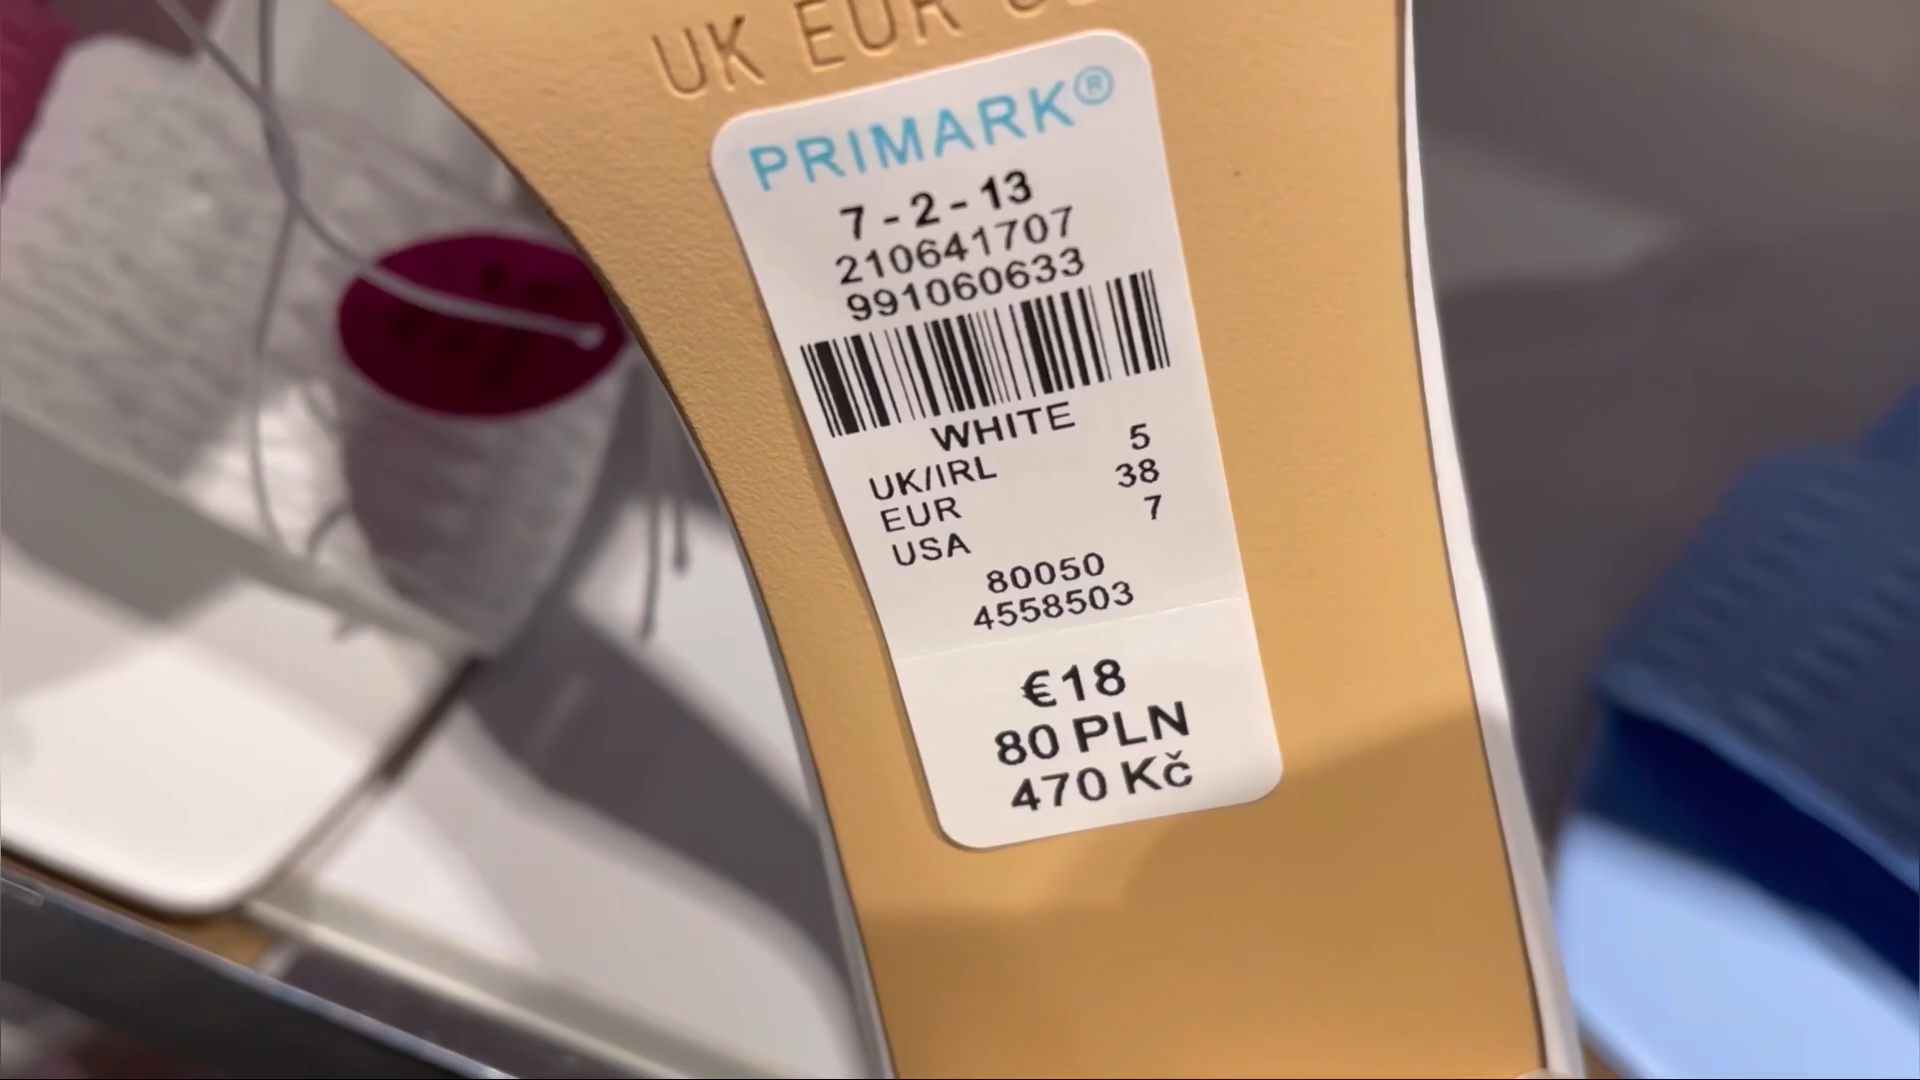 UK EUR
PRIMARK®
7 - 2 - 13
210641707
991060633
WHITE
UK/IRL 5
EUR 38
USA 7
80050
4558503
€18
80 PLN
470 Kč